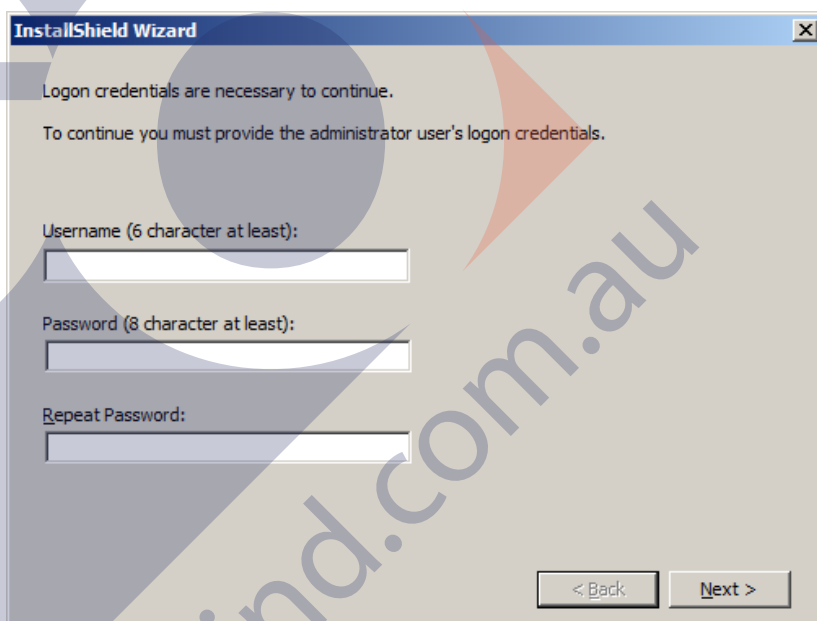 InstallShield Wizard
Logon credentials are necessary to continue.
To continue you must provide the administrator user's logon credentials.
Username (6 character at least):
Password (8 character at least):
Repeat Password:
< Back
Next >
ind.com.au